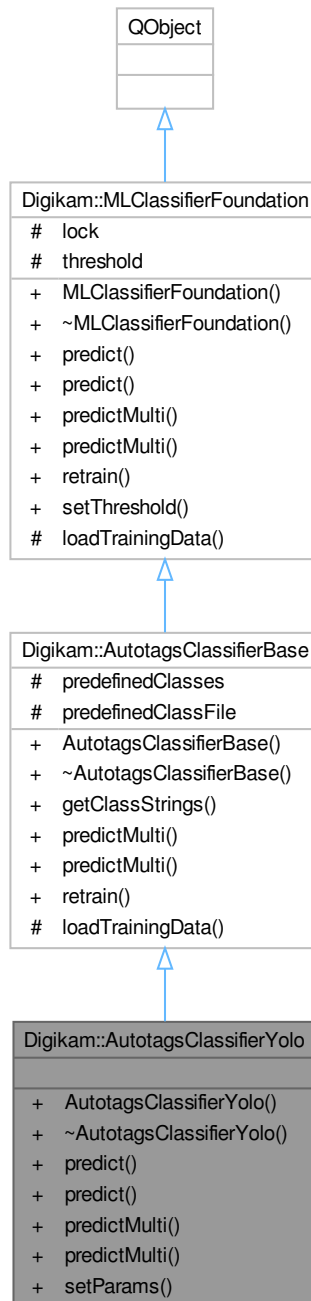 QObject
Digikam::MLClassifierFoundation
# lock
# threshold
+ MLClassifierFoundation()
+ ~MLClassifierFoundation()
+ predict()
+ predict()
+ predictMulti()
+ predictMulti()
+ retrain()
+ setThreshold()
# loadTrainingData()
Digikam::AutotagsClassifierBase
# predefinedClasses
# predefinedClassFile
+ AutotagsClassifierBase()
+ ~AutotagsClassifierBase()
+ getClassStrings()
+ predictMulti()
+ predictMulti()
+ retrain()
# loadTrainingData()
Digikam::AutotagsClassifierYolo
+ AutotagsClassifierYolo()
+ ~AutotagsClassifierYolo()
+ predict()
+ predict()
+ predictMulti()
+ predictMulti()
+ setParams()